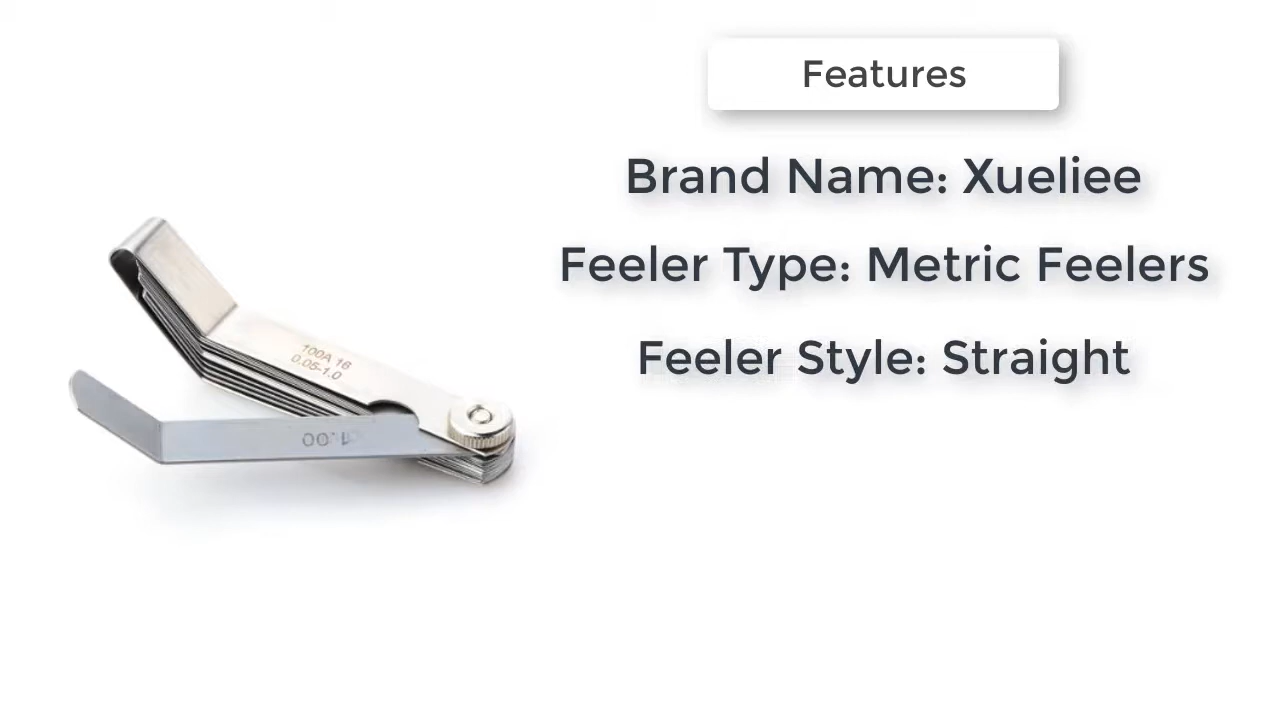 Features
Brand Name: Xueliee
Feeler Type: Metric Feelers
Feeler Style: Straight
100A 16
0.05-1.0
1.00